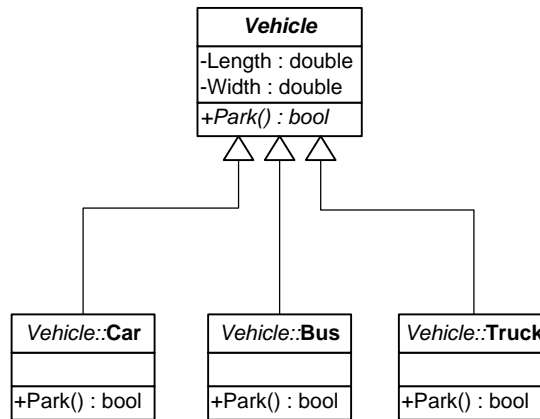 Vehicle
-Length : double
-Width : double
+Park() : bool
Vehicle::Car
+Park() : bool
Vehicle::Bus
+Park() : bool
Vehicle::Truck
+Park() : bool